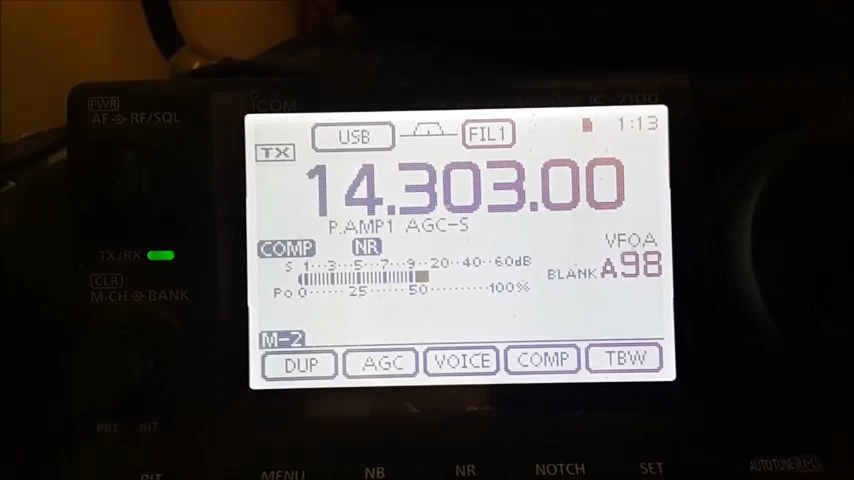 PWR
AF RF/SQL
ICOM
IC-7100
USB FIL1 1:13
TX
14.303.00
P.AMP1 AGC-S
COMP NR VFOA
S 1···3···5···7···9··20··40··60dB
BLANK A98
Po 0······25······50·········100%
TX/RX
CLR
M-CH BANK
M-2
DUP AGC VOICE COMP TBW
PBT RIT
MENU NB NR NOTCH SET AUTOTUNE